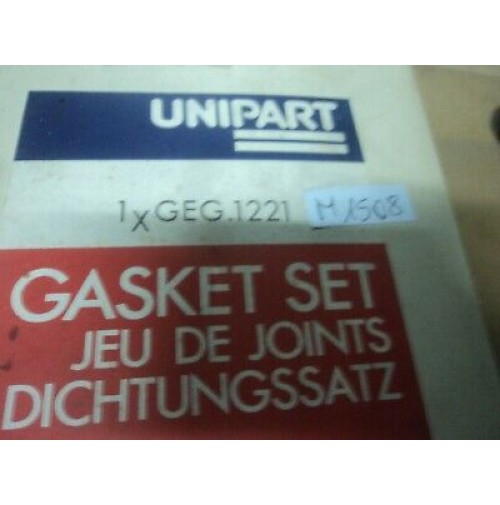 UNIPART
1x GEG.1221 M1508
GASKET SET
JEU DE JOINTS
DICHTUNGSSATZ